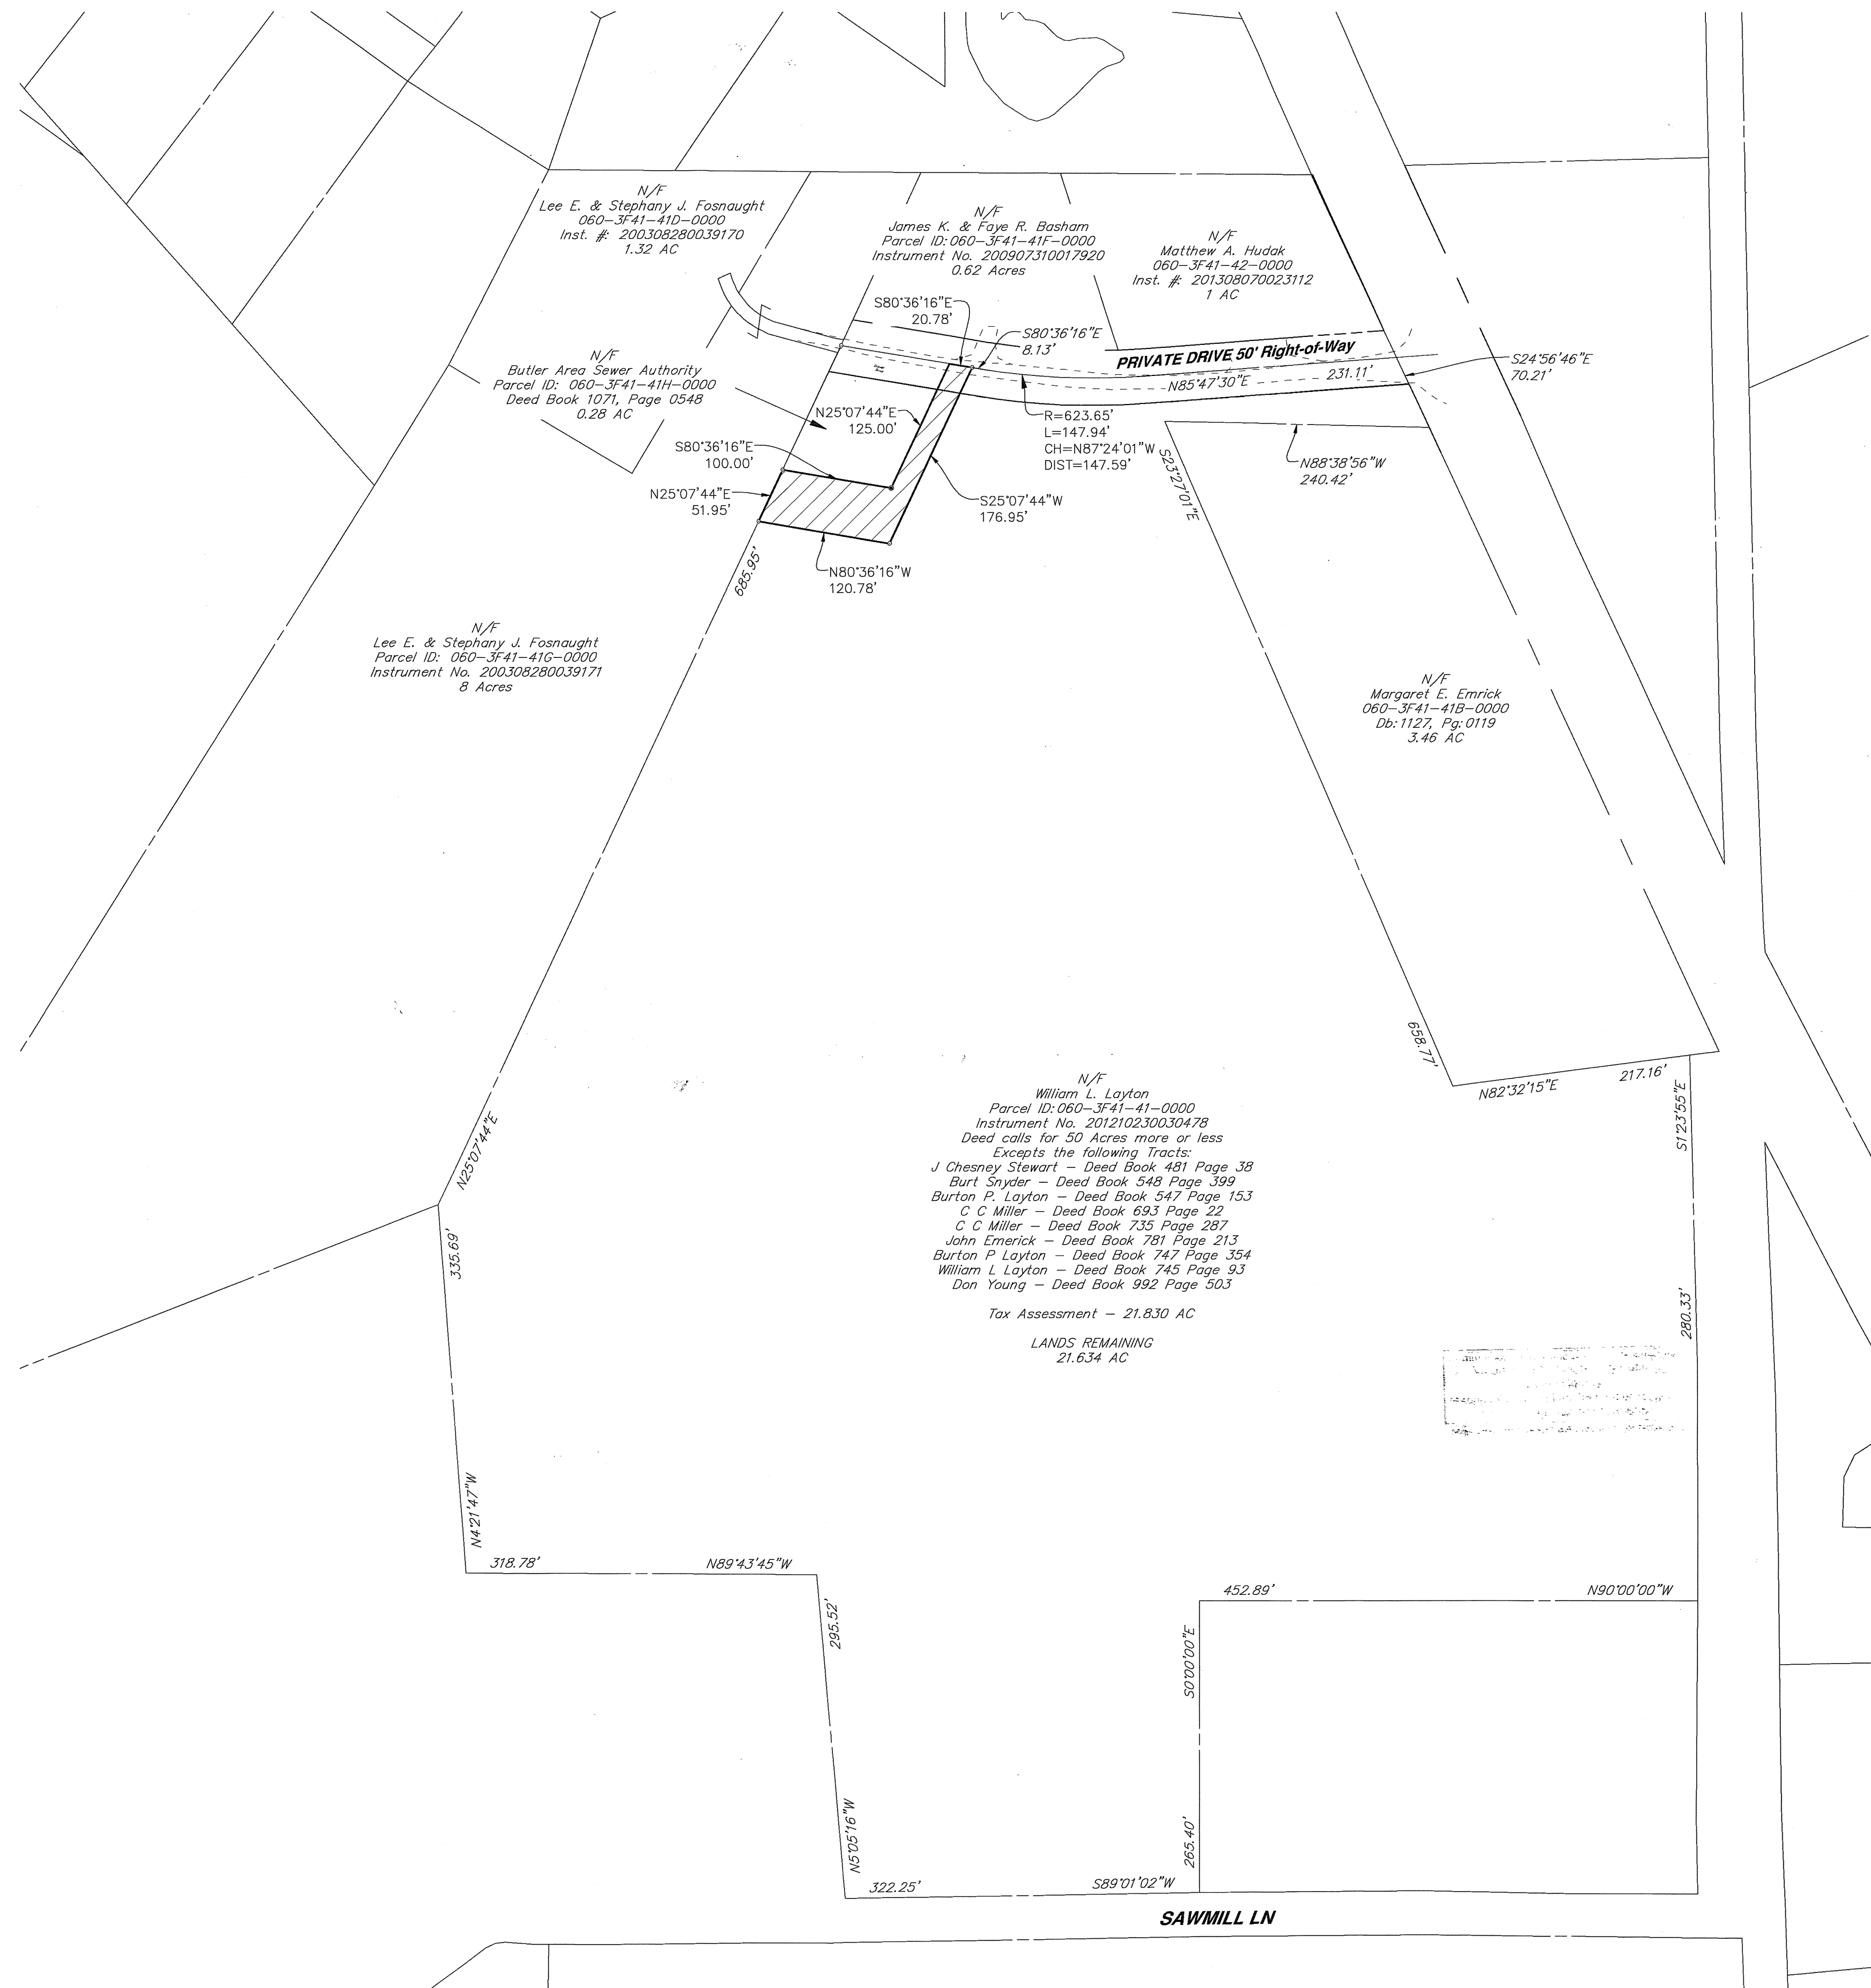 N/F
Lee E. & Stephany J. Fosnaught
060-3F41-41D-0000
Inst. #: 200308280039170
1.32 AC
N/F
James K. & Faye R. Basham
Parcel ID: 060-3F41-41F-0000
Instrument No. 200907310017920
0.62 Acres
N/F
Matthew A. Hudak
060-3F41-42-0000
Inst. #: 201308070023112
1 AC
S80°36'16"E
20.78'
S80°36'16"E
8.13'
PRIVATE DRIVE 50' Right-of-Way
S24°56'46"E
70.21'
N85°47'30"E
231.11'
N/F
Butler Area Sewer Authority
Parcel ID: 060-3F41-41H-0000
Deed Book 1071, Page 0548
0.28 AC
N25°07'44"E
125.00'
R=623.65'
L=147.94'
CH=N87°24'01"W
DIST=147.59'
S80°36'16"E
100.00'
S23°27'01"E
N88°38'56"W
240.42'
N25°07'44"E
51.95'
S25°07'44"W
176.95'
685.95'
N80°36'16"W
120.78'
N/F
Lee E. & Stephany J. Fosnaught
Parcel ID: 060-3F41-41G-0000
Instrument No. 200308280039171
8 Acres
N/F
Margaret E. Emrick
060-3F41-41B-0000
Db: 1127, Pg: 0119
3.46 AC
658.77'
N82°32'15"E
217.16'
S1°23'55"E
N25°07'44"E
N/F
William L. Layton
Parcel ID: 060-3F41-41-0000
Instrument No. 201210230030478
Deed calls for 50 Acres more or less
Excepts the following Tracts:
J Chesney Stewart - Deed Book 481 Page 38
Burt Snyder - Deed Book 548 Page 399
Burton P. Layton - Deed Book 547 Page 153
C C Miller - Deed Book 693 Page 22
C C Miller - Deed Book 735 Page 287
John Emerick - Deed Book 781 Page 213
Burton P Layton - Deed Book 747 Page 354
William L Layton - Deed Book 745 Page 93
Don Young - Deed Book 992 Page 503
Tax Assessment - 21.830 AC
LANDS REMAINING
21.634 AC
335.69'
280.33'
N4°21'47"W
318.78'
N89°43'45"W
295.52'
452.89'
N90°00'00"W
S0°00'00"E
265.40'
N5°05'16"W
322.25'
S89°01'02"W
SAWMILL LN